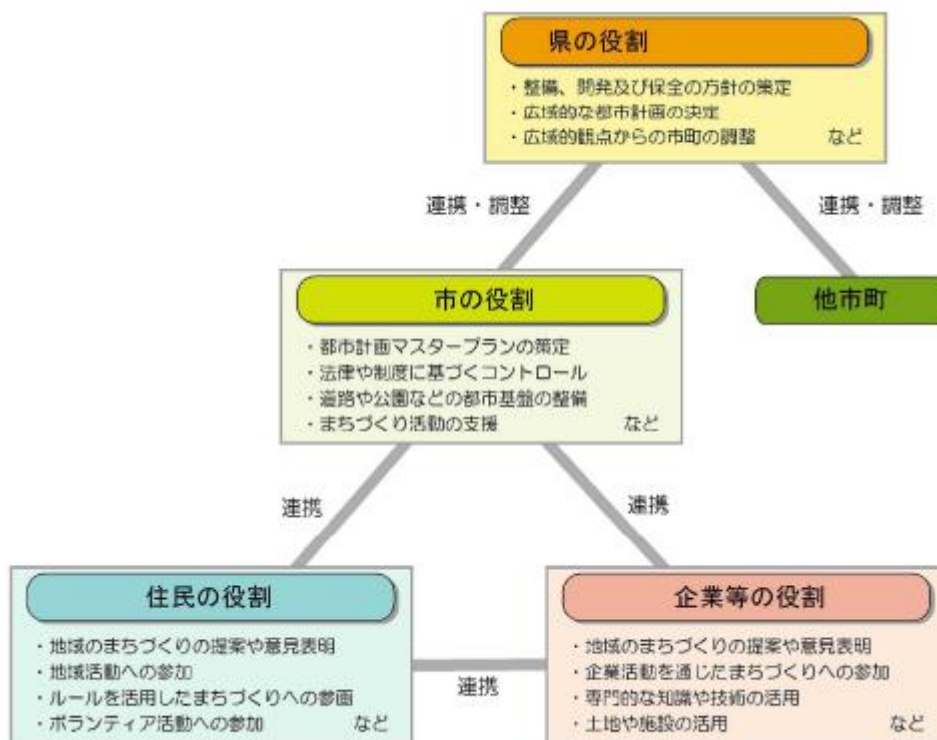 県の役割
・整備、開発及び保全の方針の策定
・広域的な都市計画の決定
・広域的観点からの市町の調整 など
連携・調整
連携・調整
市の役割
・都市計画マスタープランの策定
・法律や制度に基づくコントロール
・道路や公園などの都市基盤の整備
・まちづくり活動の支援 など
他市町
連携
連携
住民の役割
・地域のまちづくりの提案や意見表明
・地域活動への参加
・ルールを活用したまちづくりへの参画
・ボランティア活動への参加 など
連携
企業等の役割
・地域のまちづくりの提案や意見表明
・企業活動を通じたまちづくりへの参加
・専門的な知識や技術の活用
・土地や施設の活用 など